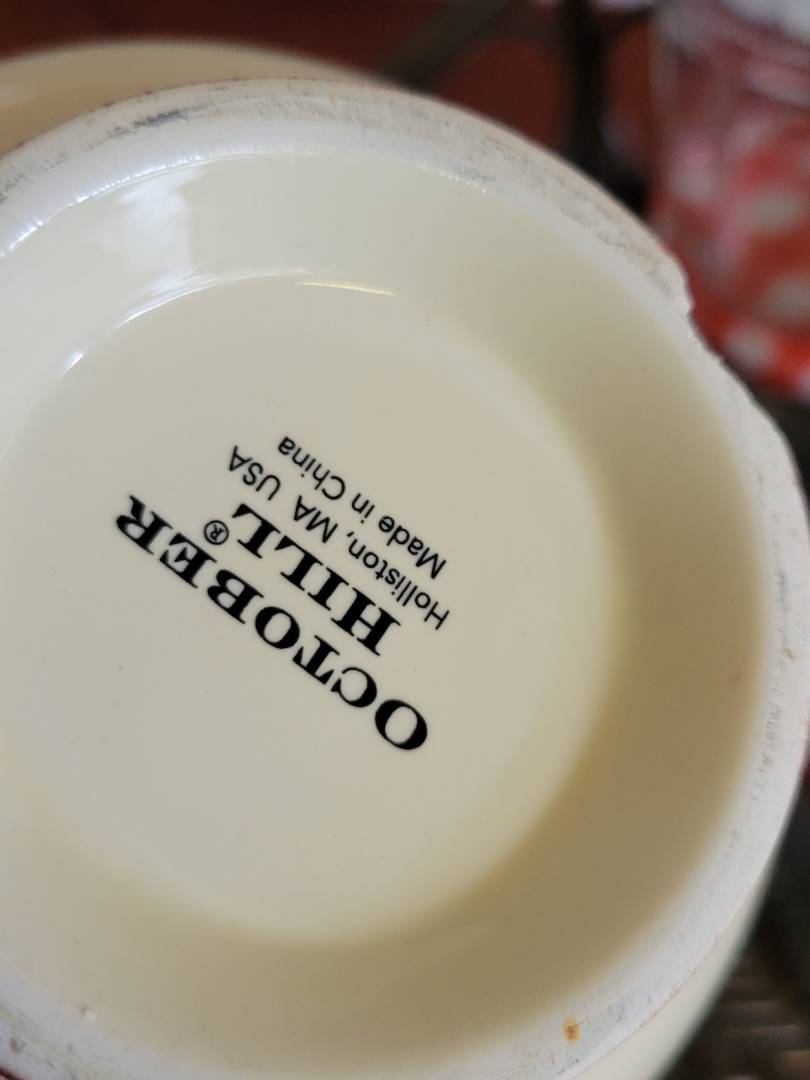 OCTOBER
HILL®
Holliston, MA USA
Made in China